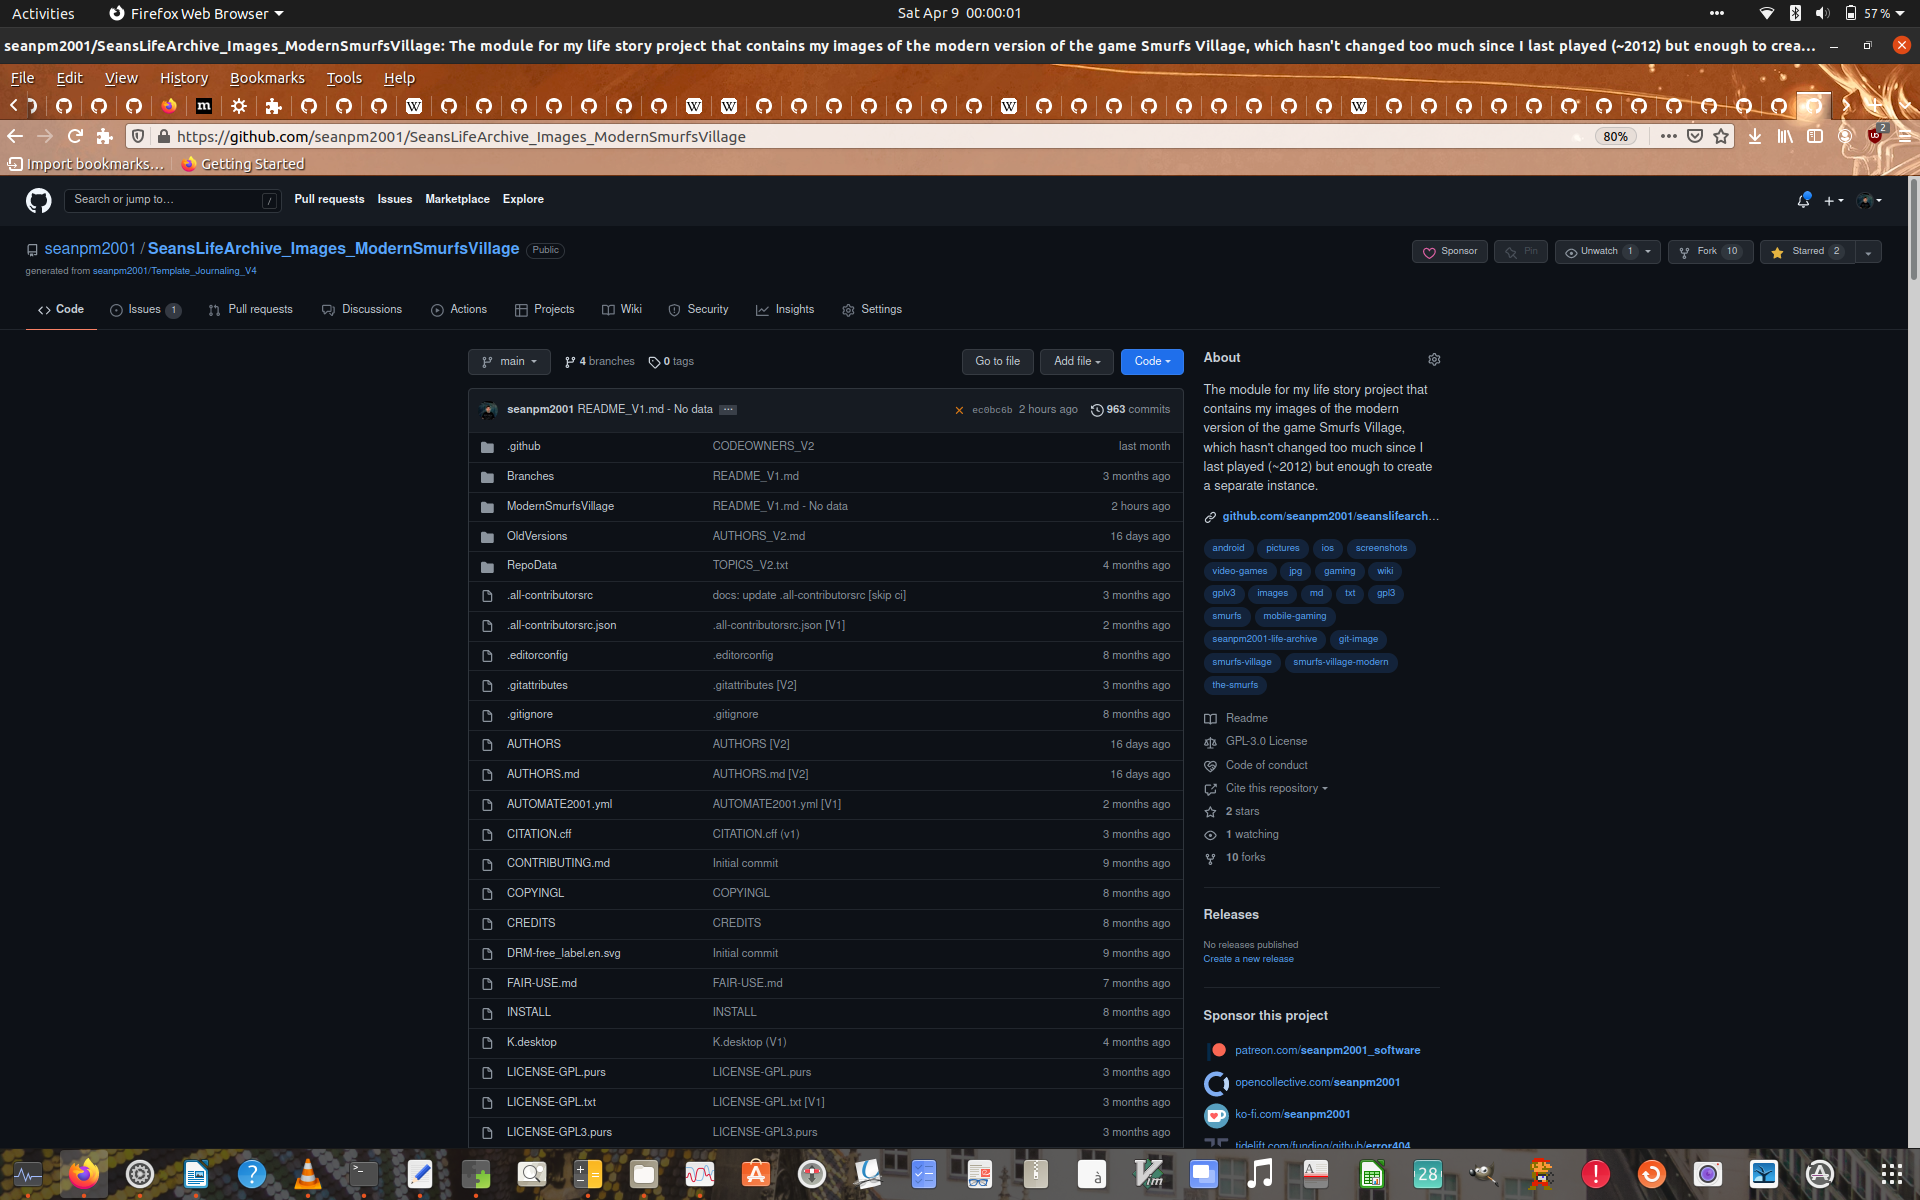 Activities Firefox Web Browser Sat Apr 9 00:00:01 57 %
seanpm2001/SeansLifeArchive_Images_ModernSmurfsVillage: The module for my life story project that contains my images of the modern version of the game Smurfs Village, which hasn't changed too much since I last played (~2012) but enough to crea...
File Edit View History Bookmarks Tools Help
https://github.com/seanpm2001/SeansLifeArchive_Images_ModernSmurfsVillage 80% 2
Import bookmarks... Getting Started
Search or jump to... / Pull requests Issues Marketplace Explore
seanpm2001 / SeansLifeArchive_Images_ModernSmurfsVillage Public
Sponsor Pin Unwatch 1 Fork 10 Starred 2
generated from seanpm2001/Template_Journaling_V4
Code Issues 1 Pull requests Discussions Actions Projects Wiki Security Insights Settings
main 4 branches 0 tags Go to file Add file Code
seanpm2001 README_V1.md - No data ... ec0bc6b 2 hours ago 963 commits
.github CODEOWNERS_V2 last month
Branches README_V1.md 3 months ago
ModernSmurfsVillage README_V1.md - No data 2 hours ago
OldVersions AUTHORS_V2.md 16 days ago
RepoData TOPICS_V2.txt 4 months ago
.all-contributorsrc docs: update .all-contributorsrc [skip ci] 3 months ago
.all-contributorsrc.json .all-contributorsrc.json [V1] 2 months ago
.editorconfig .editorconfig 8 months ago
.gitattributes .gitattributes [V2] 3 months ago
.gitignore .gitignore 8 months ago
AUTHORS AUTHORS [V2] 16 days ago
AUTHORS.md AUTHORS.md [V2] 16 days ago
AUTOMATE2001.yml AUTOMATE2001.yml [V1] 2 months ago
CITATION.cff CITATION.cff (v1) 3 months ago
CONTRIBUTING.md Initial commit 9 months ago
COPYINGL COPYINGL 8 months ago
CREDITS CREDITS 8 months ago
DRM-free_label.en.svg Initial commit 9 months ago
FAIR-USE.md FAIR-USE.md 7 months ago
INSTALL INSTALL 8 months ago
K.desktop K.desktop (V1) 4 months ago
LICENSE-GPL.purs LICENSE-GPL.purs 3 months ago
LICENSE-GPL.txt LICENSE-GPL.txt [V1] 3 months ago
LICENSE-GPL3.purs LICENSE-GPL3.purs 3 months ago
About
The module for my life story project that
contains my images of the modern
version of the game Smurfs Village,
which hasn't changed too much since I
last played (~2012) but enough to create
a separate instance.
github.com/seanpm2001/seanslifearch...
android pictures ios screenshots
video-games jpg gaming wiki
gplv3 images md txt gpl3
smurfs mobile-gaming
seanpm2001-life-archive git-image
smurfs-village smurfs-village-modern
the-smurfs
Readme
GPL-3.0 License
Code of conduct
Cite this repository
2 stars
1 watching
10 forks
Releases
No releases published
Create a new release
Sponsor this project
patreon.com/seanpm2001_software
opencollective.com/seanpm2001
ko-fi.com/seanpm2001
tidelift.com/funding/github/error404
28